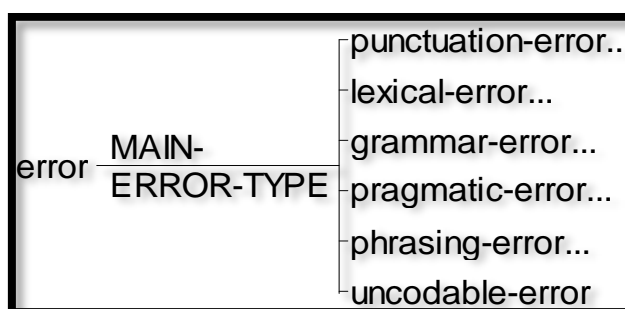 error
MAIN-
ERROR-TYPE
punctuation-error..
lexical-error...
grammar-error...
pragmatic-error...
phrasing-error...
uncodable-error